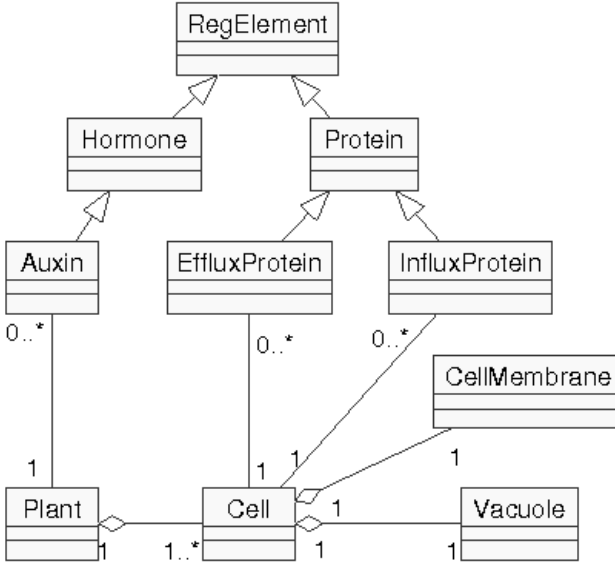 RegElement
Hormone
Protein
Auxin
EffluxProtein
InfluxProtein
0..*
0..*
0..*
CellMembrane
1
1
1
1
Plant
Cell
1
Vacuole
1
1..*
1
1